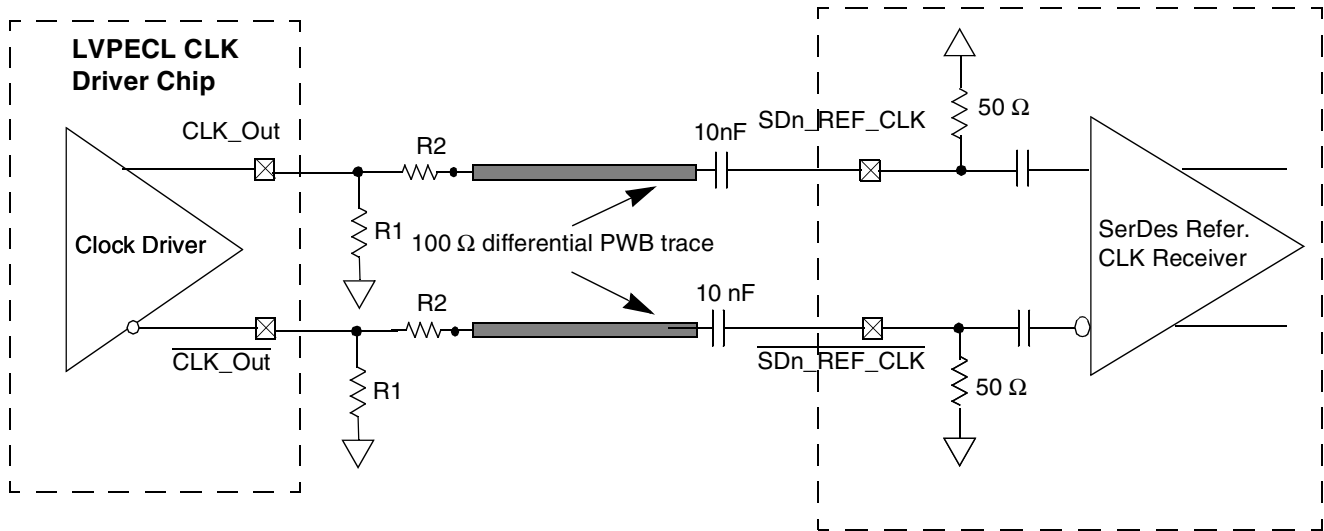 LVPECL CLK
Driver Chip
CLK_Out
R2
10nF
SDn_REF_CLK
50 Ω
Clock Driver
R1
100 Ω differential PWB trace
SerDes Refer.
CLK Receiver
R2
10 nF
CLK_Out
SDn_REF_CLK
R1
50 Ω